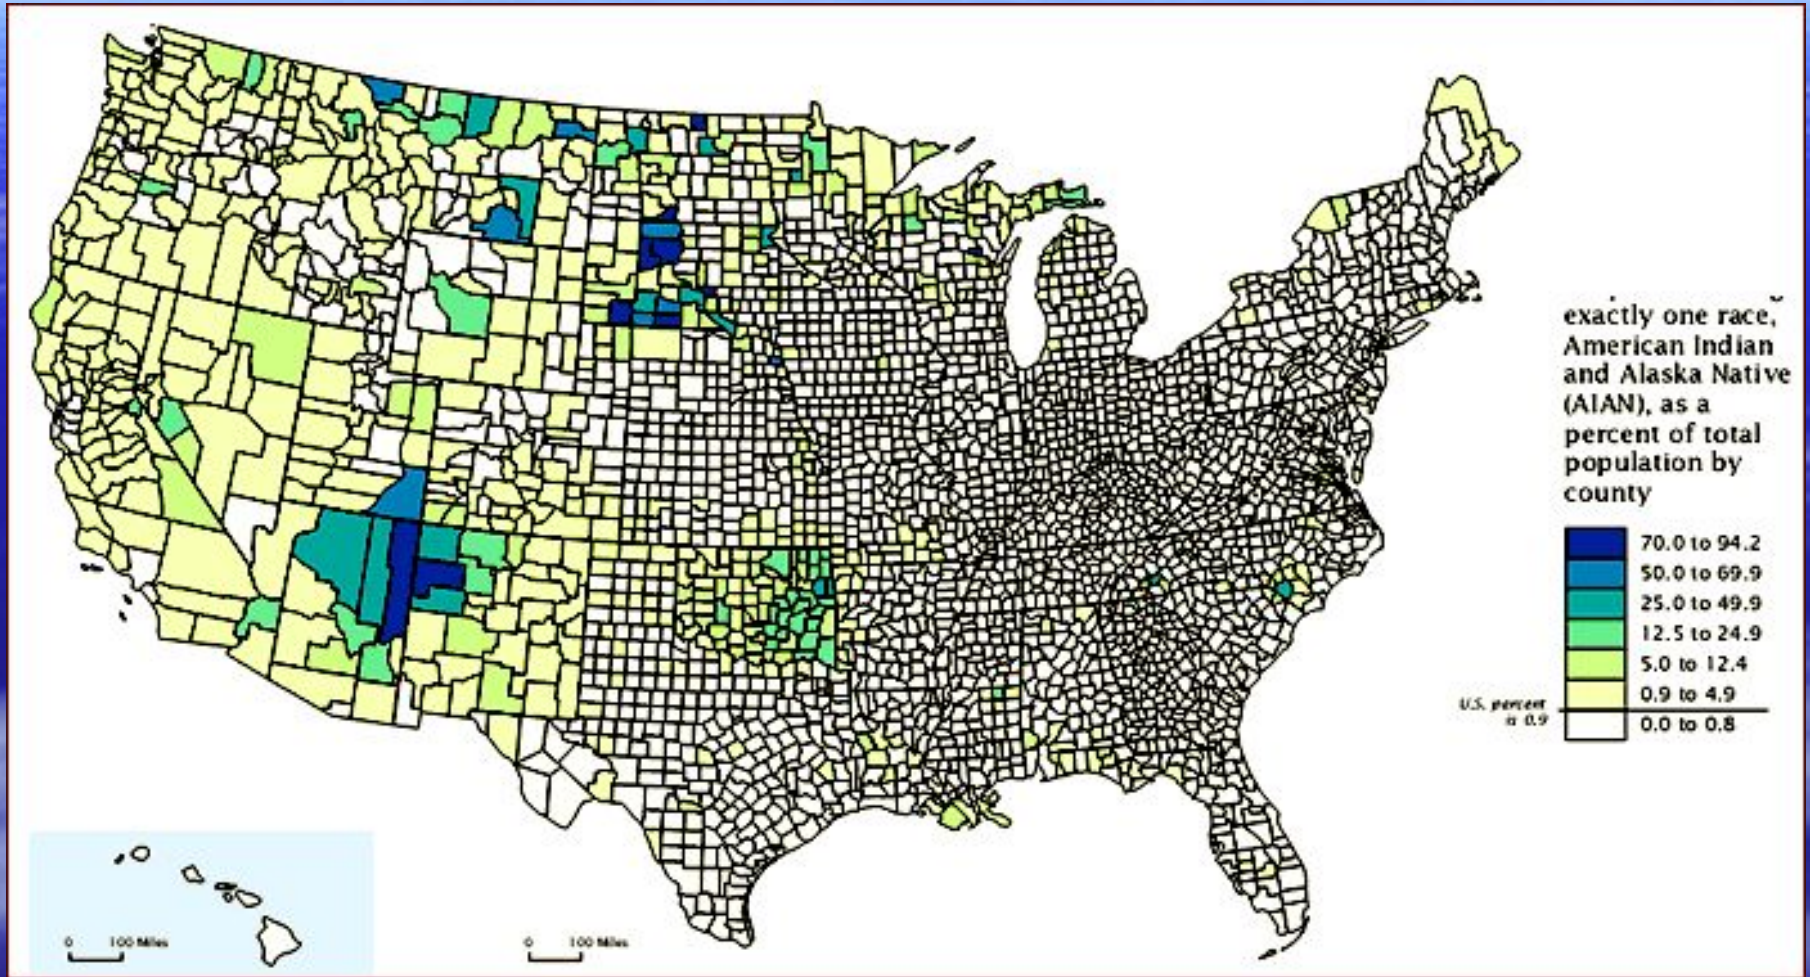 exactly one race,
American Indian
and Alaska Native
(AIAN), as a
percent of total
population by
county
70.0 to 94.2
50.0 to 69.9
25.0 to 49.9
12.5 to 24.9
5.0 to 12.4
0.9 to 4.9
U.S. percent
is 0.9
0.0 to 0.8
0 100 Miles
0 100 Miles